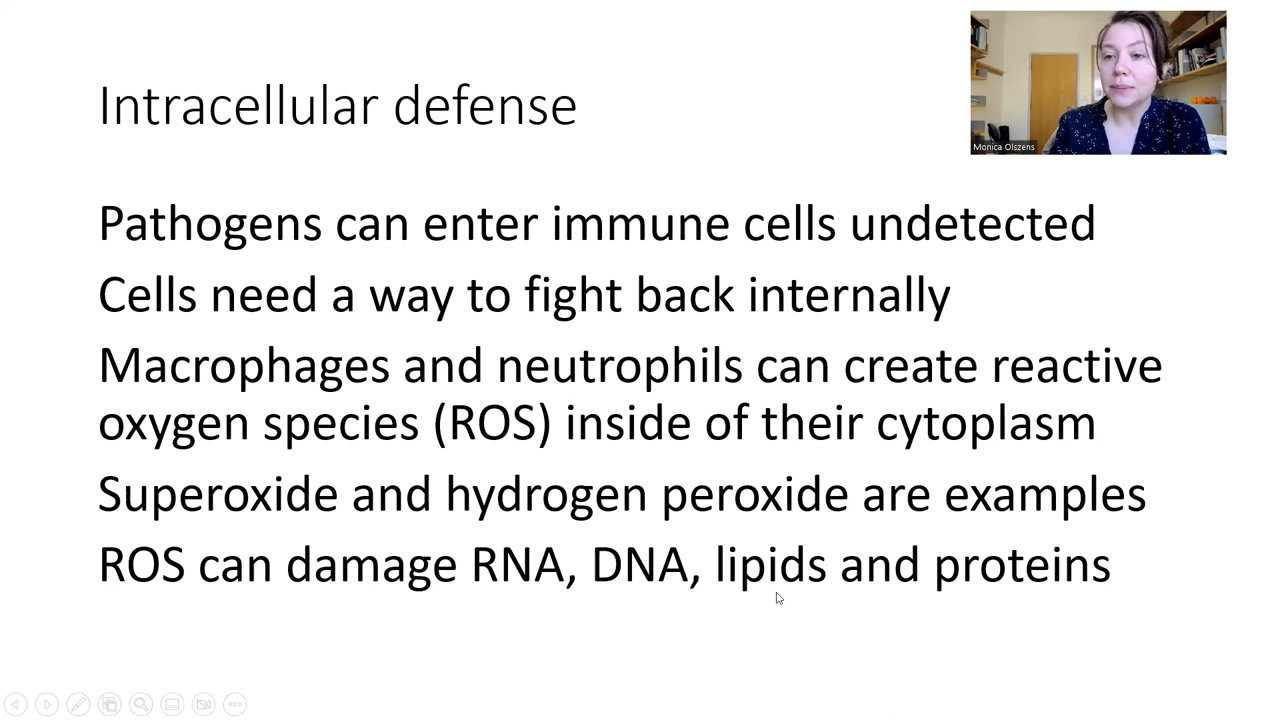 Intracellular defense
Monica Olszens
Pathogens can enter immune cells undetected
Cells need a way to fight back internally
Macrophages and neutrophils can create reactive
oxygen species (ROS) inside of their cytoplasm
Superoxide and hydrogen peroxide are examples
ROS can damage RNA, DNA, lipids and proteins